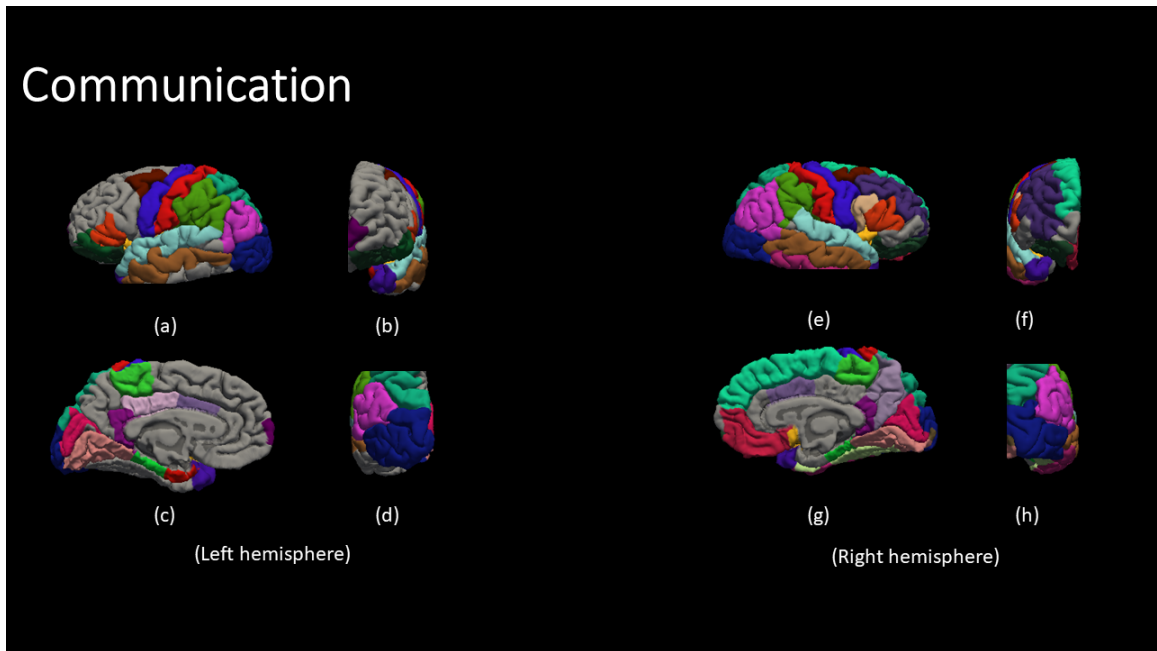 Communication
(a)
(b)
(e)
(f)
(c)
(d)
(g)
(h)
(Left hemisphere)
(Right hemisphere)